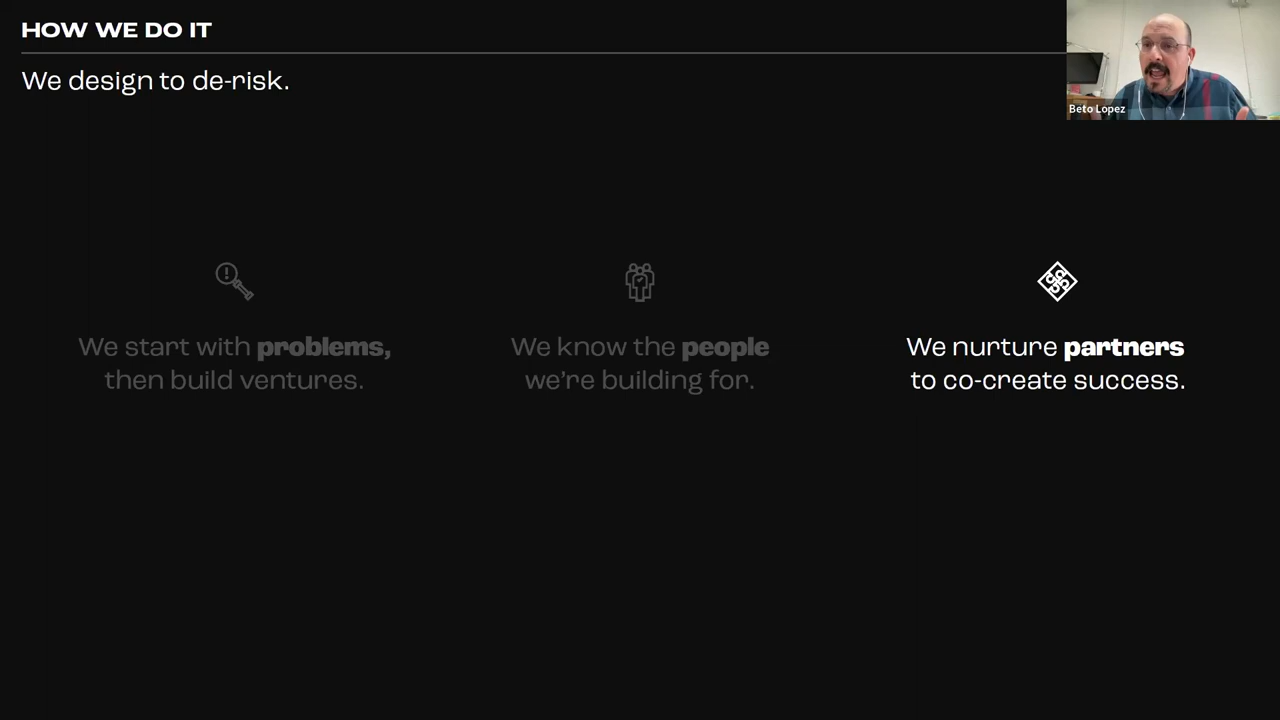 HOW WE DO IT
We design to de-risk.
Beto Lopez
We start with problems,
then build ventures.
We know the people
we're building for.
We nurture partners
to co-create success.